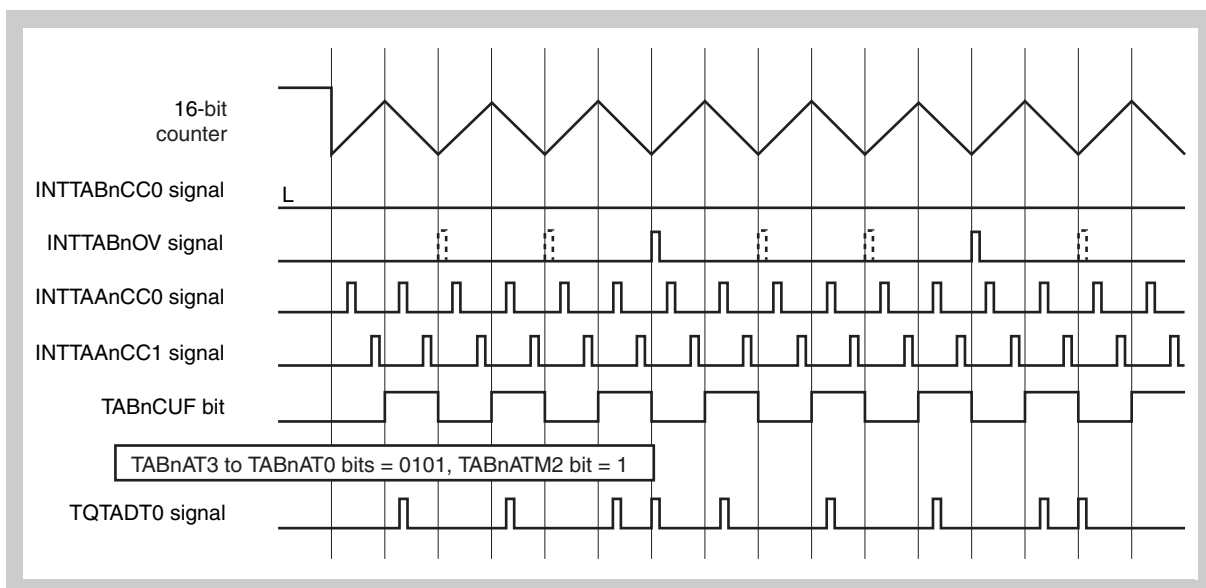 16-bit
counter
INTTABnCC0 signal
L
INTTABnOV signal
INTTAAnCC0 signal
INTTAAnCC1 signal
TABnCUF bit
TABnAT3 to TABnAT0 bits = 0101, TABnATM2 bit = 1
TQTADT0 signal